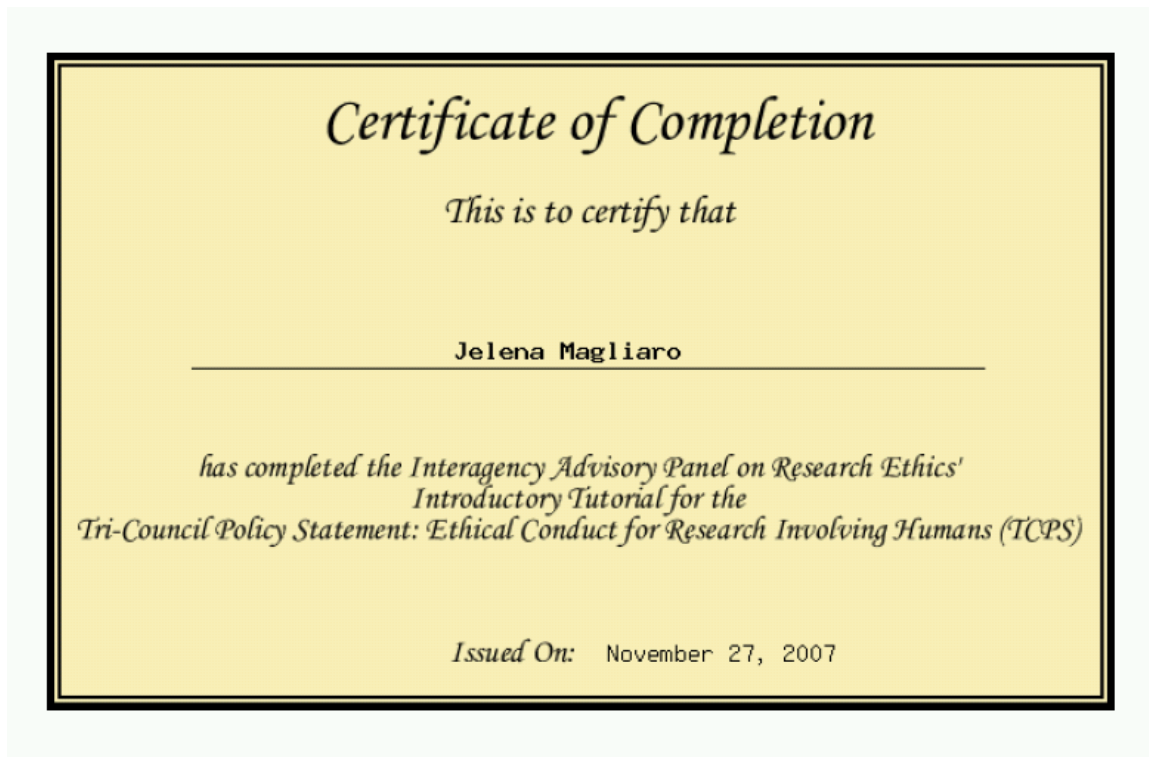 Certificate of Completion
This is to certify that
Jelena Magliaro
has completed the Interagency Advisory Panel on Research Ethics'
Introductory Tutorial for the
Tri-Council Policy Statement: Ethical Conduct for Research Involving Humans (TCPS)
Issued On: November 27, 2007